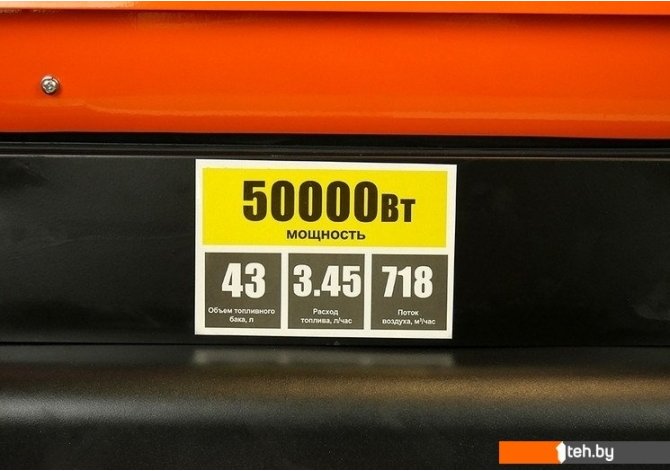 50000Вт
мощность
43
Объем топливного
бака, л
3.45
Расход
топлива, л/час
718
Поток
воздуха, м³/час
1teh.by